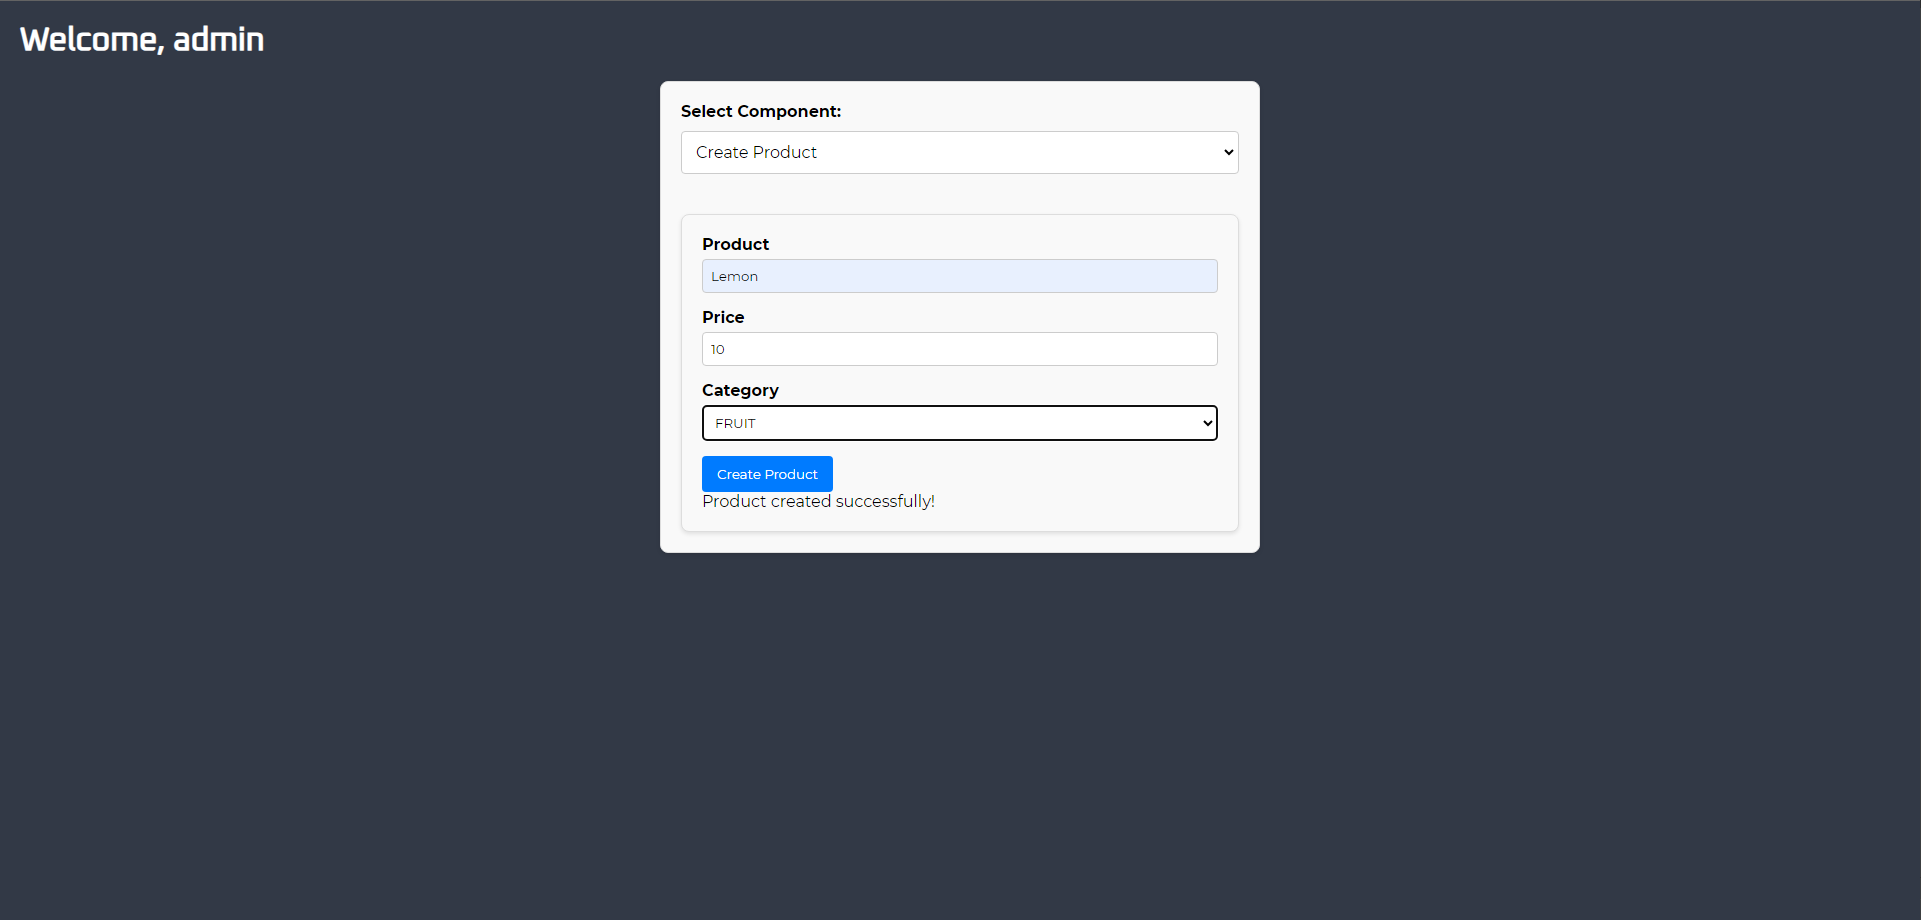 Welcome, admin
Select Component:
Create Product
Product
Lemon
Price
10
Category
FRUIT
Create Product
Product created successfully!